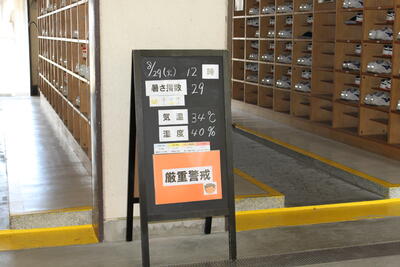 8/29(火) 12 時
暑さ指数 29
気温 34℃
湿度 40%
厳重警戒